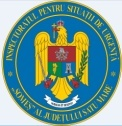 INSPECTORATUL PENTRU SITUAȚII DE URGENȚĂ
"SOMEȘ" AL JUDEȚULUI SATU MARE